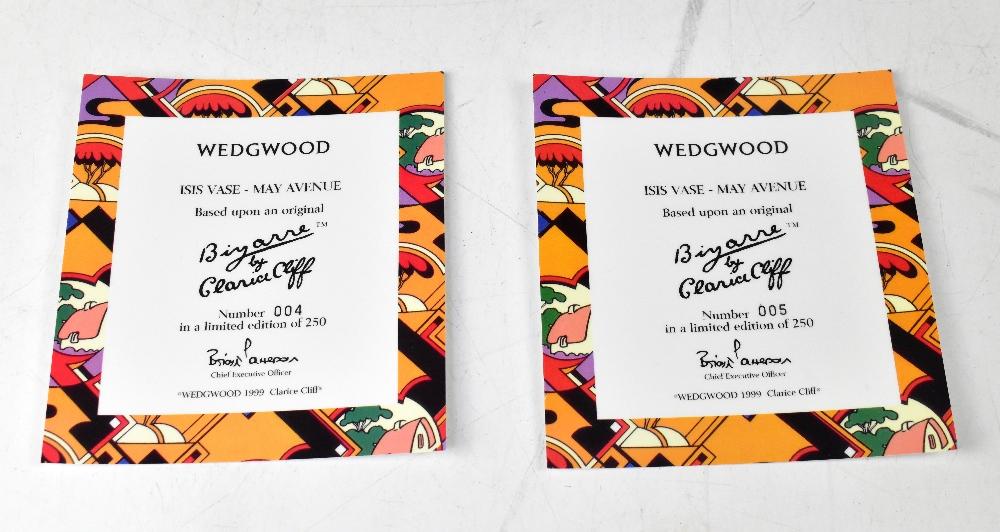 WEDGWOOD
ISIS VASE - MAY AVENUE
Based upon an original
Bizarre TM
by
Clarice Cliff
Number 004
in a limited edition of 250
Chief Executive Officer
®WEDGWOOD 1999 Clarice Cliff®
WEDGWOOD
ISIS VASE - MAY AVENUE
Based upon an original
Bizarre TM
by
Clarice Cliff
Number 005
in a limited edition of 250
Chief Executive Officer
®WEDGWOOD 1999 Clarice Cliff®